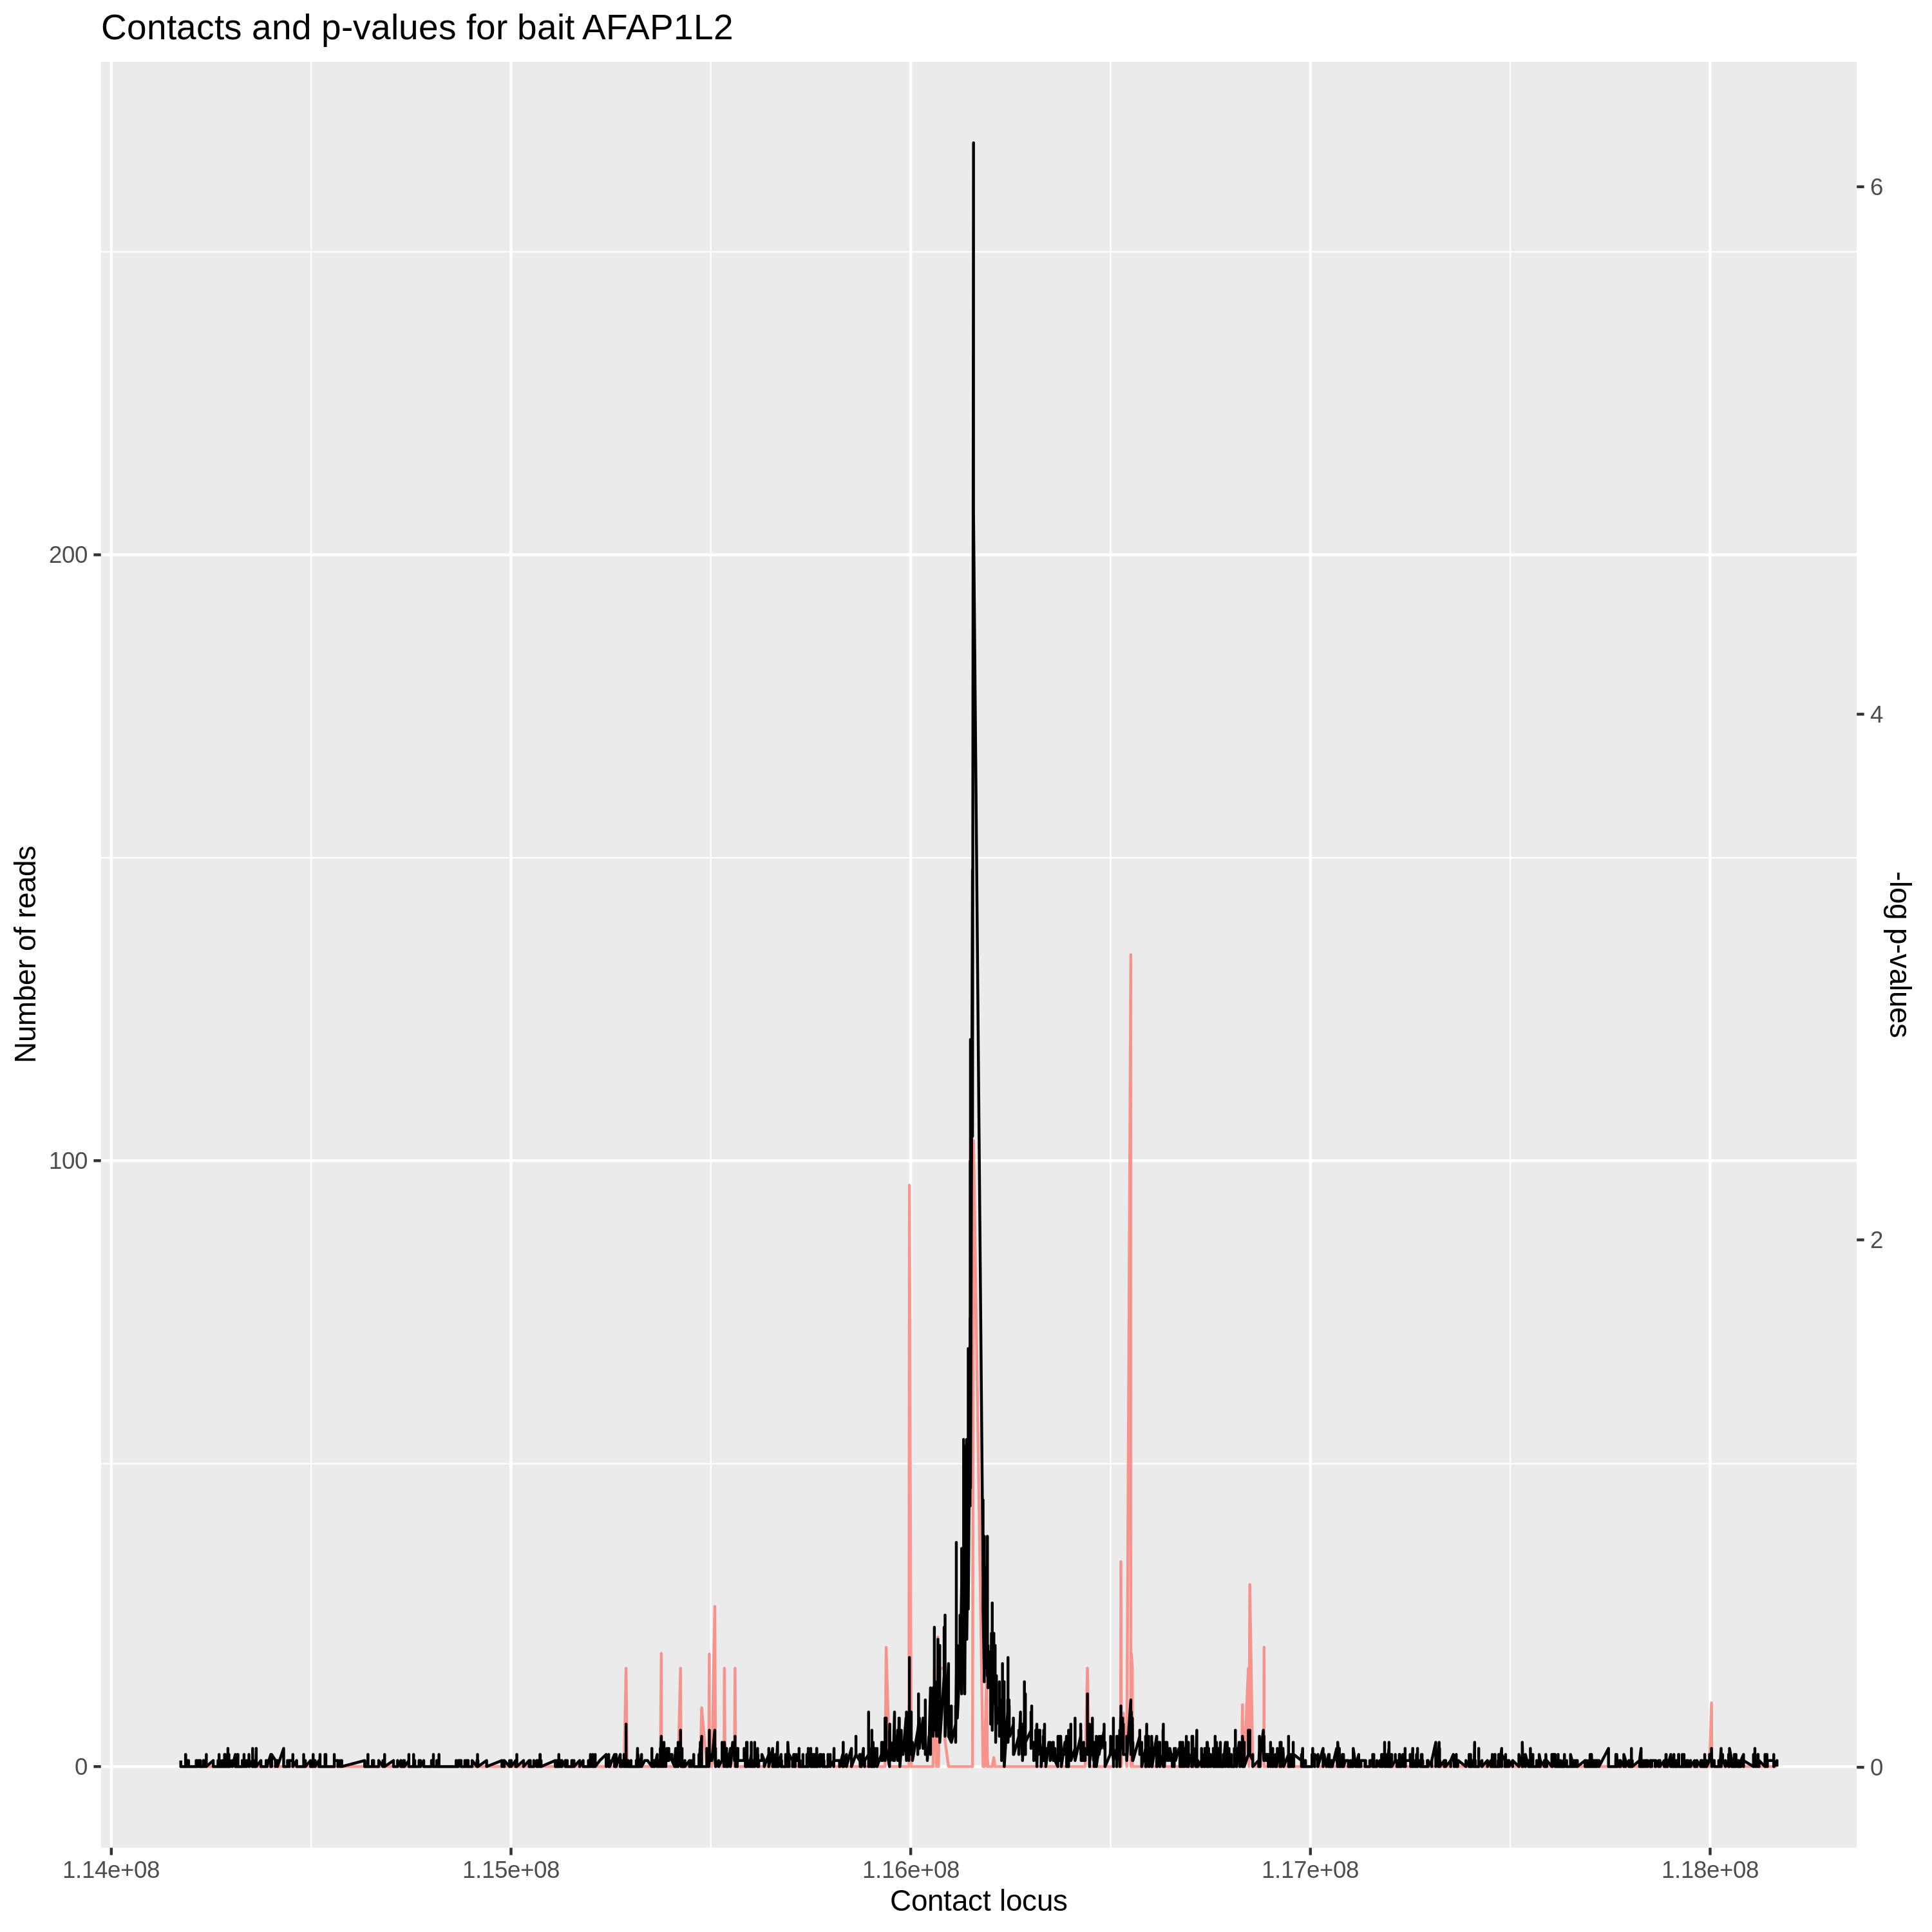 Contacts and p-values for bait AFAP1L2
Number of reads
200
100
0
6
4
2
0
-log p-values
1.14e+08 1.15e+08 1.16e+08 1.17e+08 1.18e+08
Contact locus